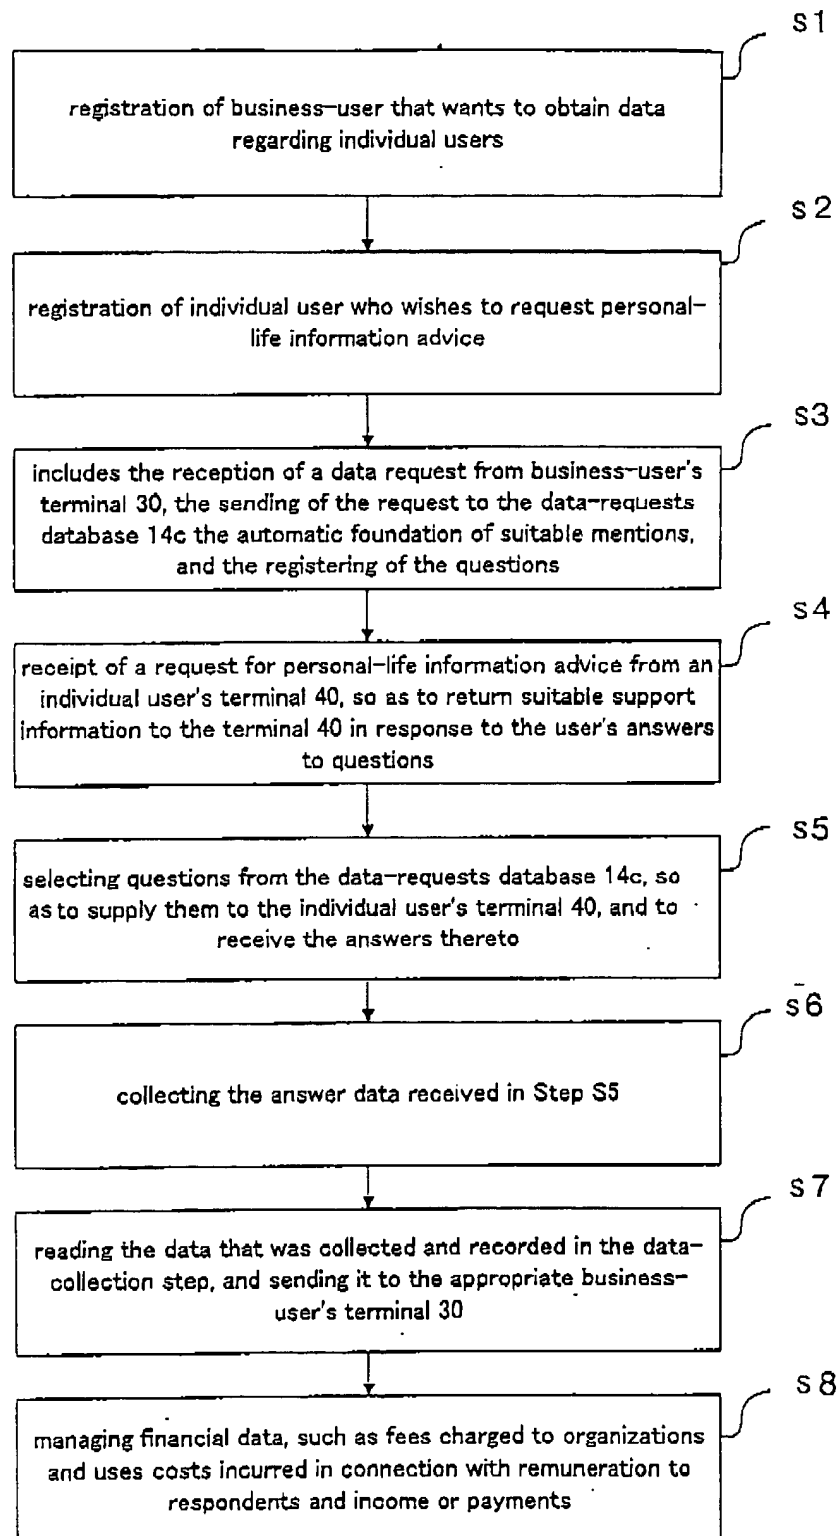 S1
registration of business-user that wants to obtain data
regarding individual users
S2
registration of individual user who wishes to request personal-
life information advice
S3
includes the reception of a data request from business-user's
terminal 30, the sending of the request to the data-requests
database 14c the automatic foundation of suitable mentions,
and the registering of the questions
S4
receipt of a request for personal-life information advice from an
individual user's terminal 40, so as to return suitable support
information to the terminal 40 in response to the user's answers
to questions
S5
selecting questions from the data-requests database 14c, so
as to supply them to the individual user's terminal 40, and to
receive the answers thereto
S6
collecting the answer data received in Step S5
S7
reading the data that was collected and recorded in the data-
collection step, and sending it to the appropriate business-
user's terminal 30
S8
managing financial data, such as fees charged to organizations
and uses costs incurred in connection with remuneration to
respondents and income or payments